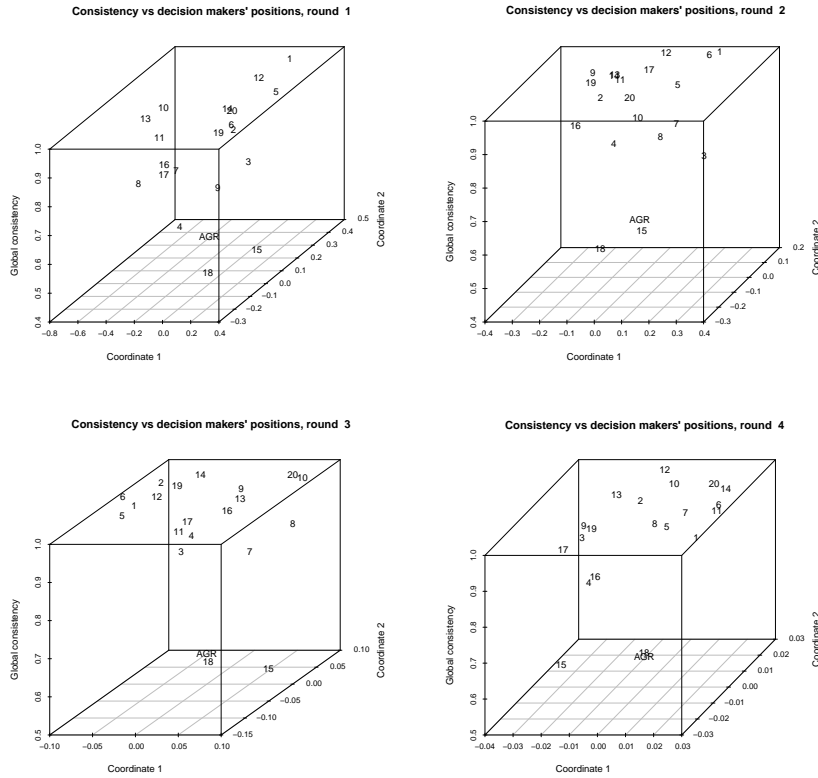 Consistency vs decision makers' positions, round 1
1
12
5
10
14
20
13
6
2
19
11
16
7
3
17
8
9
4
AGR
15
18
Global consistency
0.4 0.5 0.6 0.7 0.8 0.9 1.0
−0.8 −0.6 −0.4 −0.2 0.0 0.2 0.4
Coordinate 1
−0.3 −0.2 −0.1 0.0 0.1 0.2 0.3 0.4 0.5
Coordinate 2
Consistency vs decision makers' positions, round 2
1
12
6
17
9
13
19
11
5
2
20
10
16
7
8
4
3
AGR
15
18
Global consistency
0.4 0.5 0.6 0.7 0.8 0.9 1.0
−0.4 −0.3 −0.2 −0.1 0.0 0.1 0.2 0.3 0.4
Coordinate 1
−0.3 −0.2 −0.1 0.0 0.1 0.2
Coordinate 2
Consistency vs decision makers' positions, round 3
14
20
10
2
19
9
6
12
13
1
16
5
17
8
11
4
3
7
AGR
18
15
Global consistency
0.5 0.6 0.7 0.8 0.9 1.0
−0.10 −0.05 0.00 0.05 0.10
Coordinate 1
−0.15 −0.10 −0.05 0.00 0.05 0.10
Coordinate 2
Consistency vs decision makers' positions, round 4
12
10
20
14
13
2
6
11
7
9
19
8
5
3
1
17
16
4
18
AGR
15
Global consistency
0.5 0.6 0.7 0.8 0.9 1.0
−0.04 −0.03 −0.02 −0.01 0.00 0.01 0.02 0.03
Coordinate 1
−0.03 −0.02 −0.01 0.00 0.01 0.02 0.03
Coordinate 2